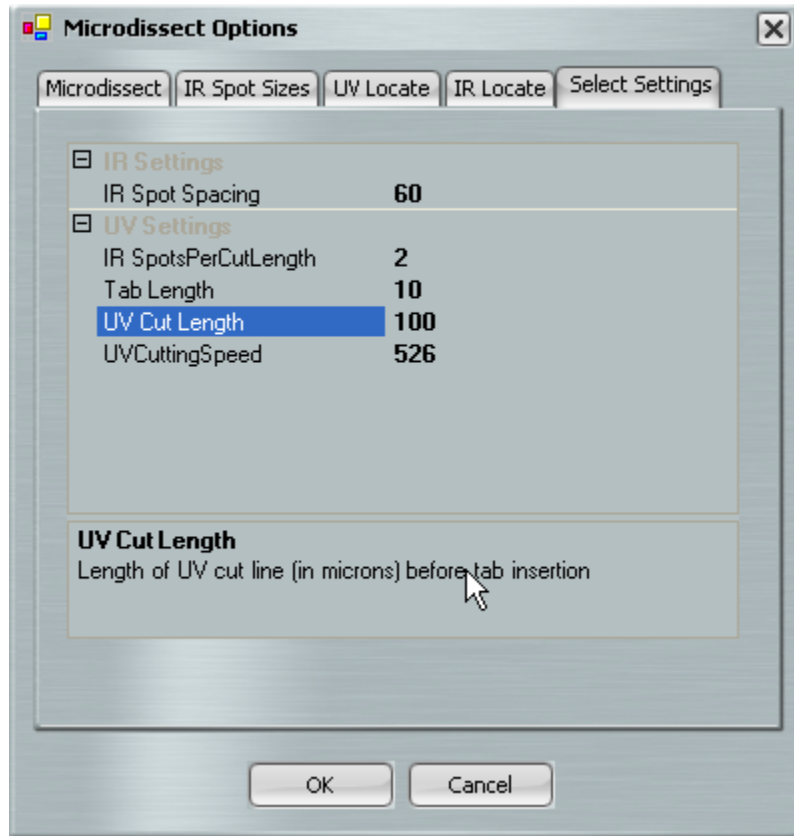 Microdissect Options
Microdissect IR Spot Sizes UV Locate IR Locate Select Settings
IR Settings
IR Spot Spacing 60
UV Settings
IR SpotsPerCutLength 2
Tab Length 10
UV Cut Length 100
UVCuttingSpeed 526
UV Cut Length
Length of UV cut line (in microns) before tab insertion
OK Cancel